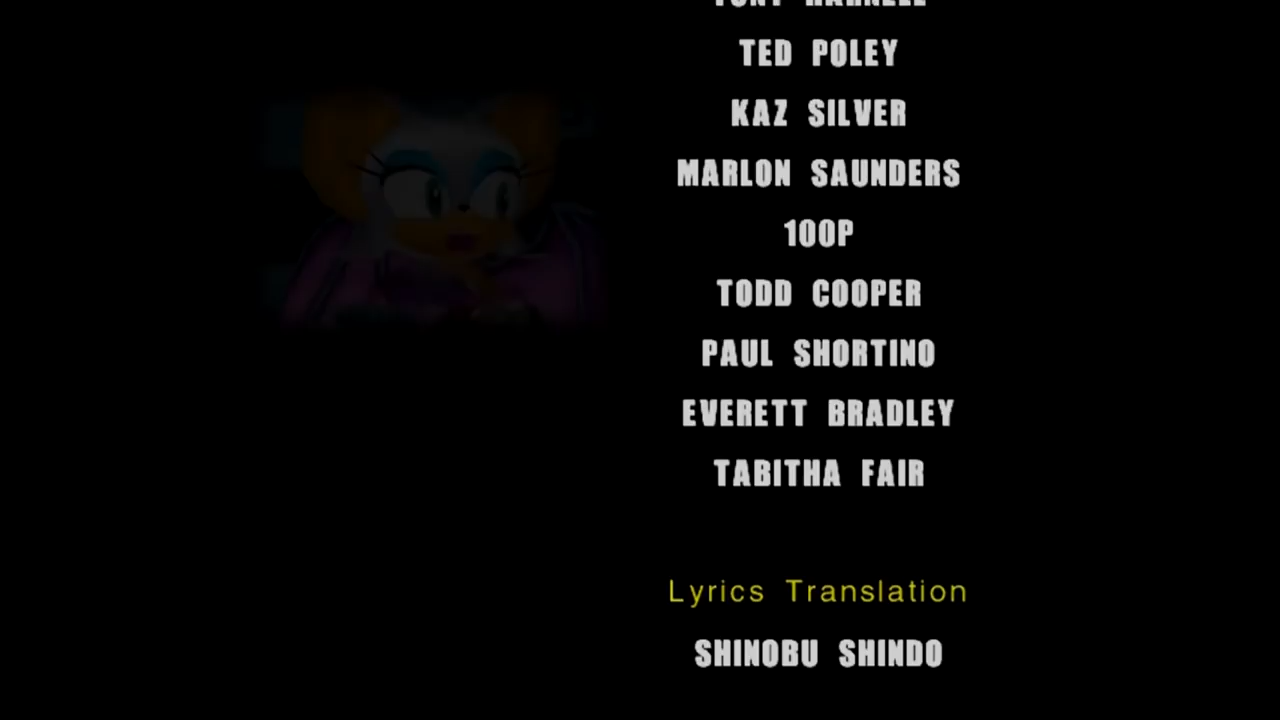 TED POLEY
KAZ SILVER
MARLON SAUNDERS
100P
TODD COOPER
PAUL SHORTINO
EVERETT BRADLEY
TABITHA FAIR
Lyrics Translation
SHINOBU SHINDO